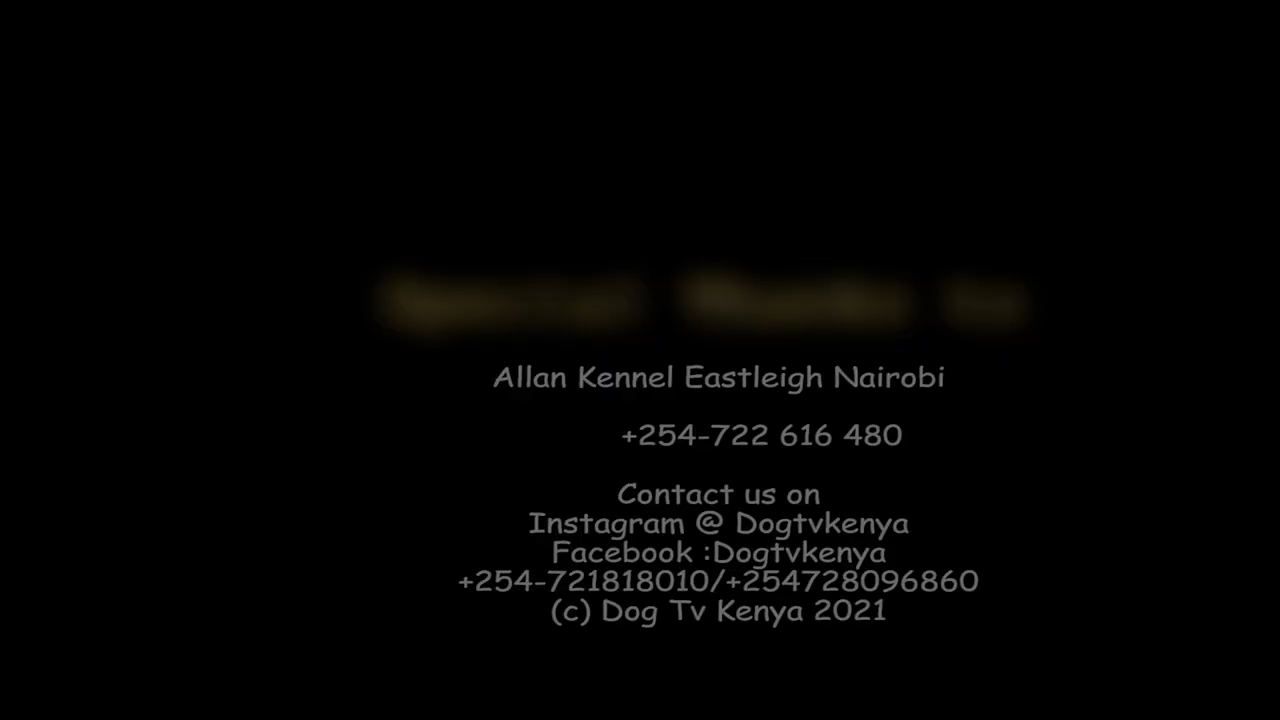 Allan Kennel Eastleigh Nairobi
+254-722 616 480
Contact us on
Instagram @ Dogtvkenya
Facebook :Dogtvkenya
+254-721818010/+254728096860
(c) Dog Tv Kenya 2021